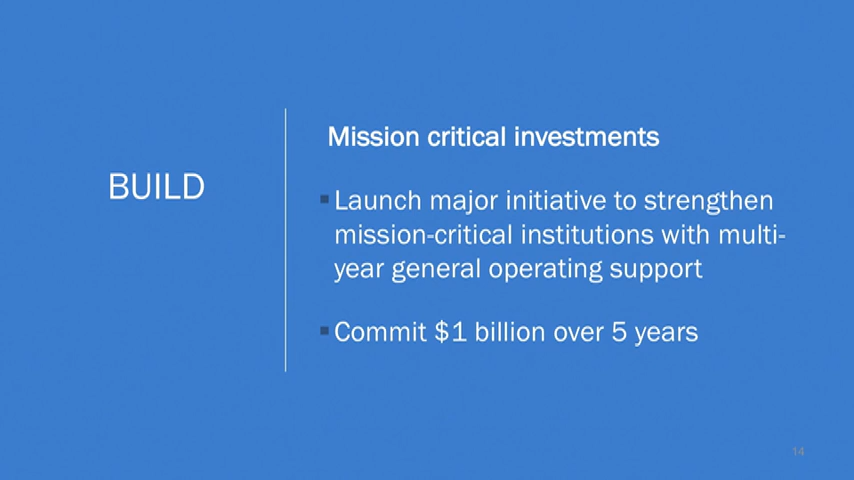 Mission critical investments
BUILD
▪Launch major initiative to strengthen
mission-critical institutions with multi-
year general operating support
▪Commit $1 billion over 5 years
14